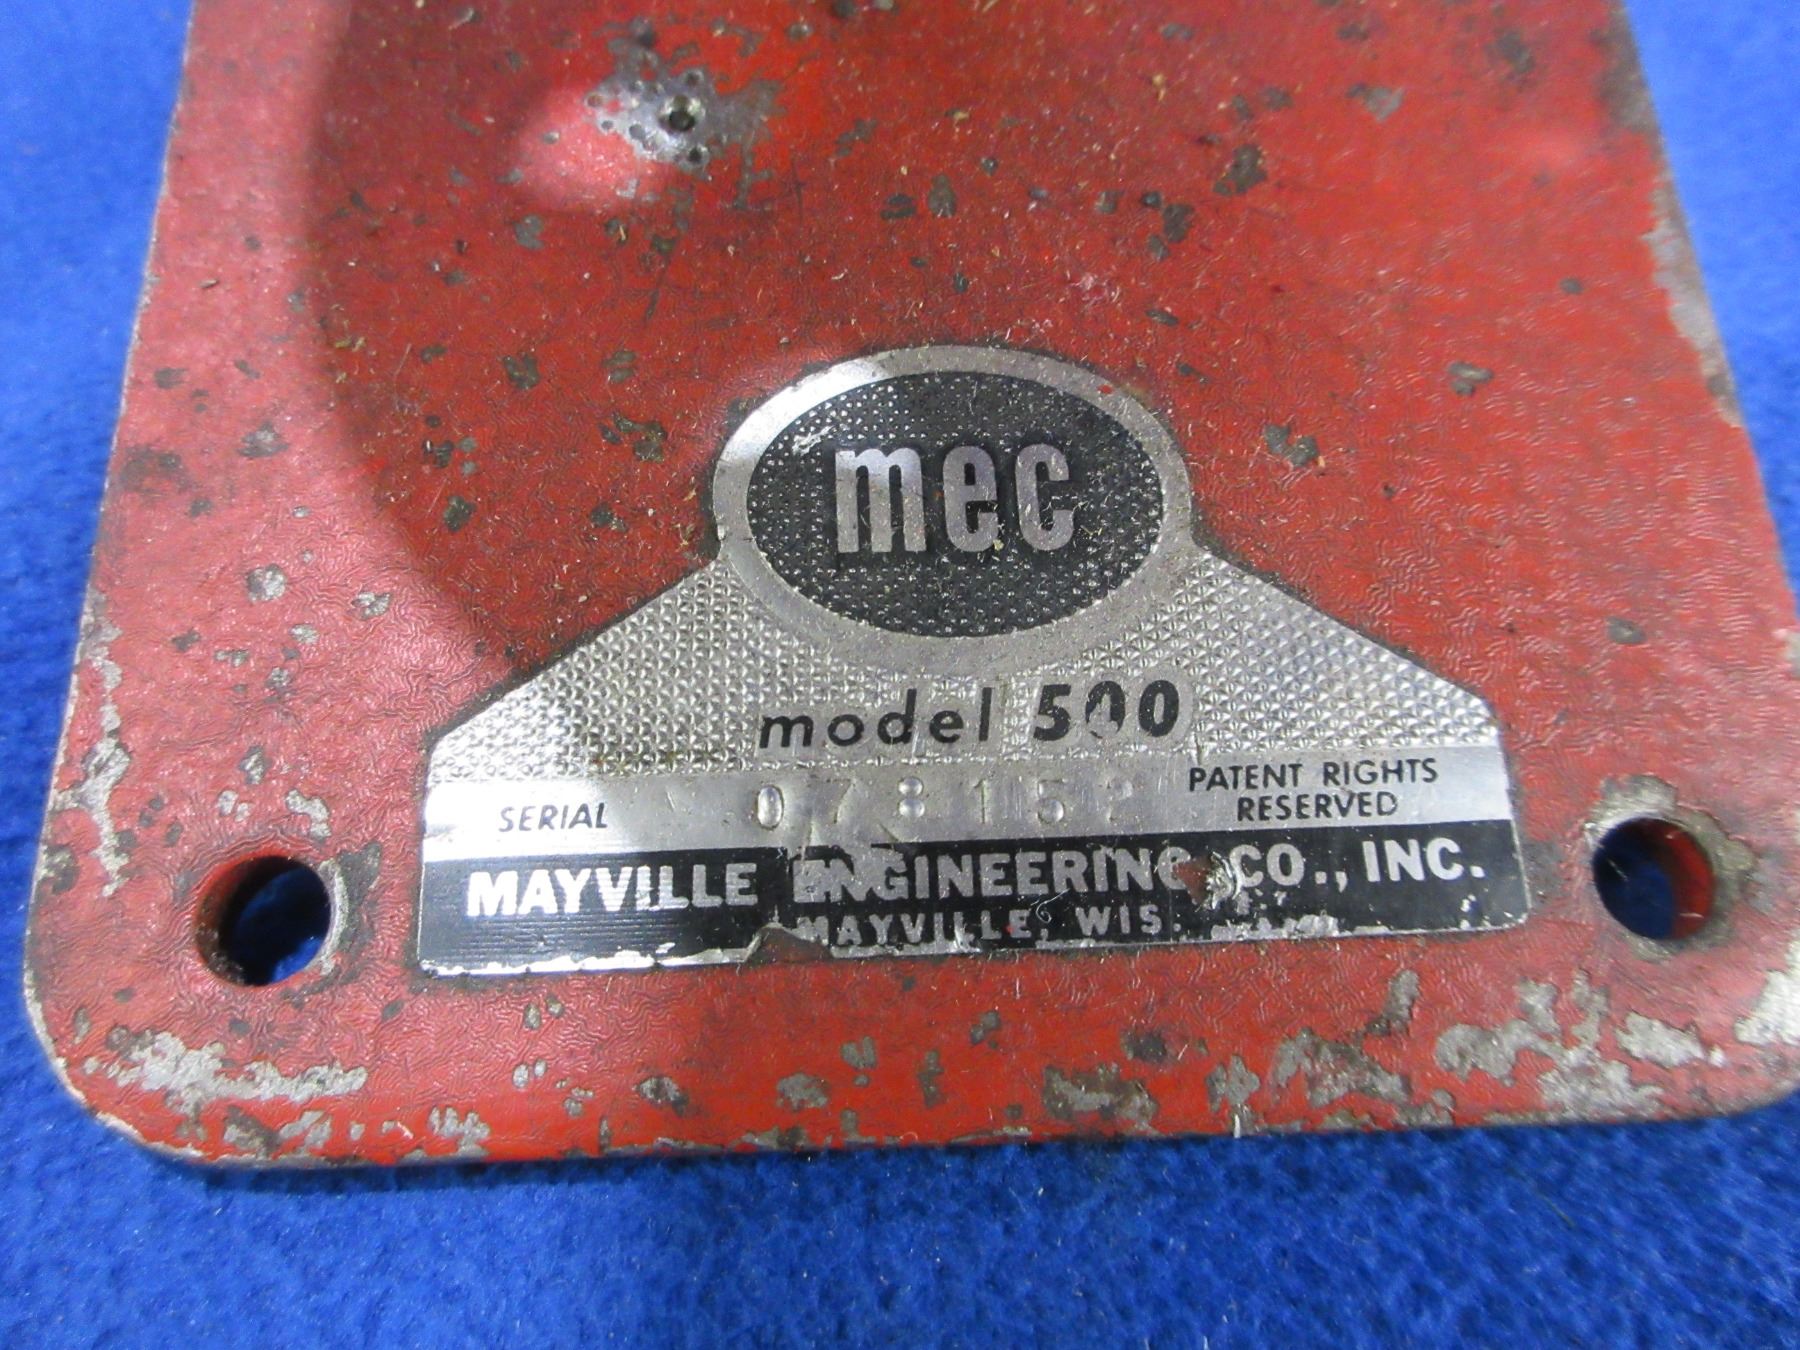 mec
model 500
SERIAL 078152 PATENT RIGHTS
RESERVED
MAYVILLE ENGINEERING CO., INC.
MAYVILLE, WIS.